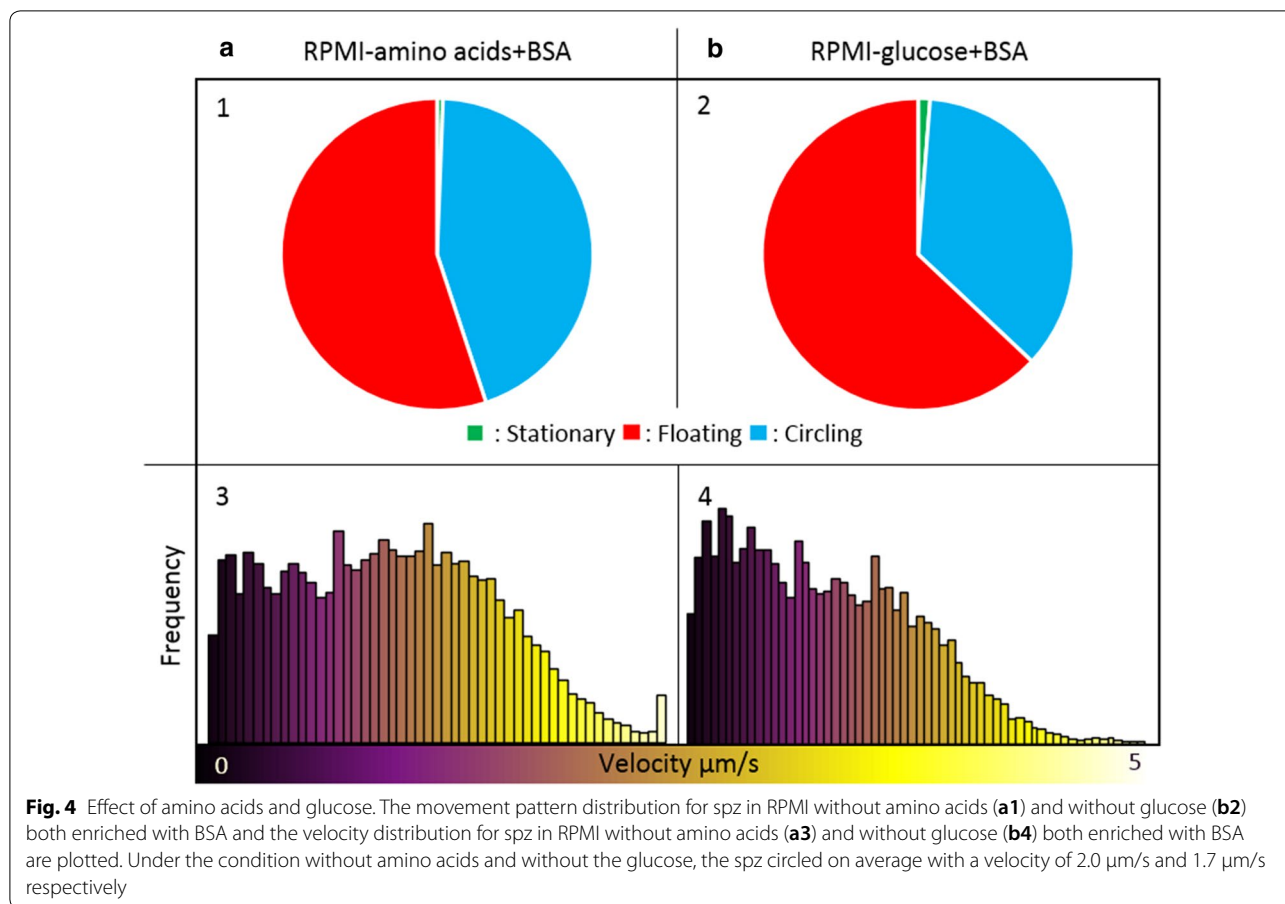 a
RPMI-amino acids+BSA
b
RPMI-glucose+BSA
1
2
: Stationary : Floating : Circling
3
4
Frequency
0
Velocity μm/s
5
Fig. 4 Effect of amino acids and glucose. The movement pattern distribution for spz in RPMI without amino acids (a1) and without glucose (b2)
both enriched with BSA and the velocity distribution for spz in RPMI without amino acids (a3) and without glucose (b4) both enriched with BSA
are plotted. Under the condition without amino acids and without the glucose, the spz circled on average with a velocity of 2.0 μm/s and 1.7 μm/s
respectively